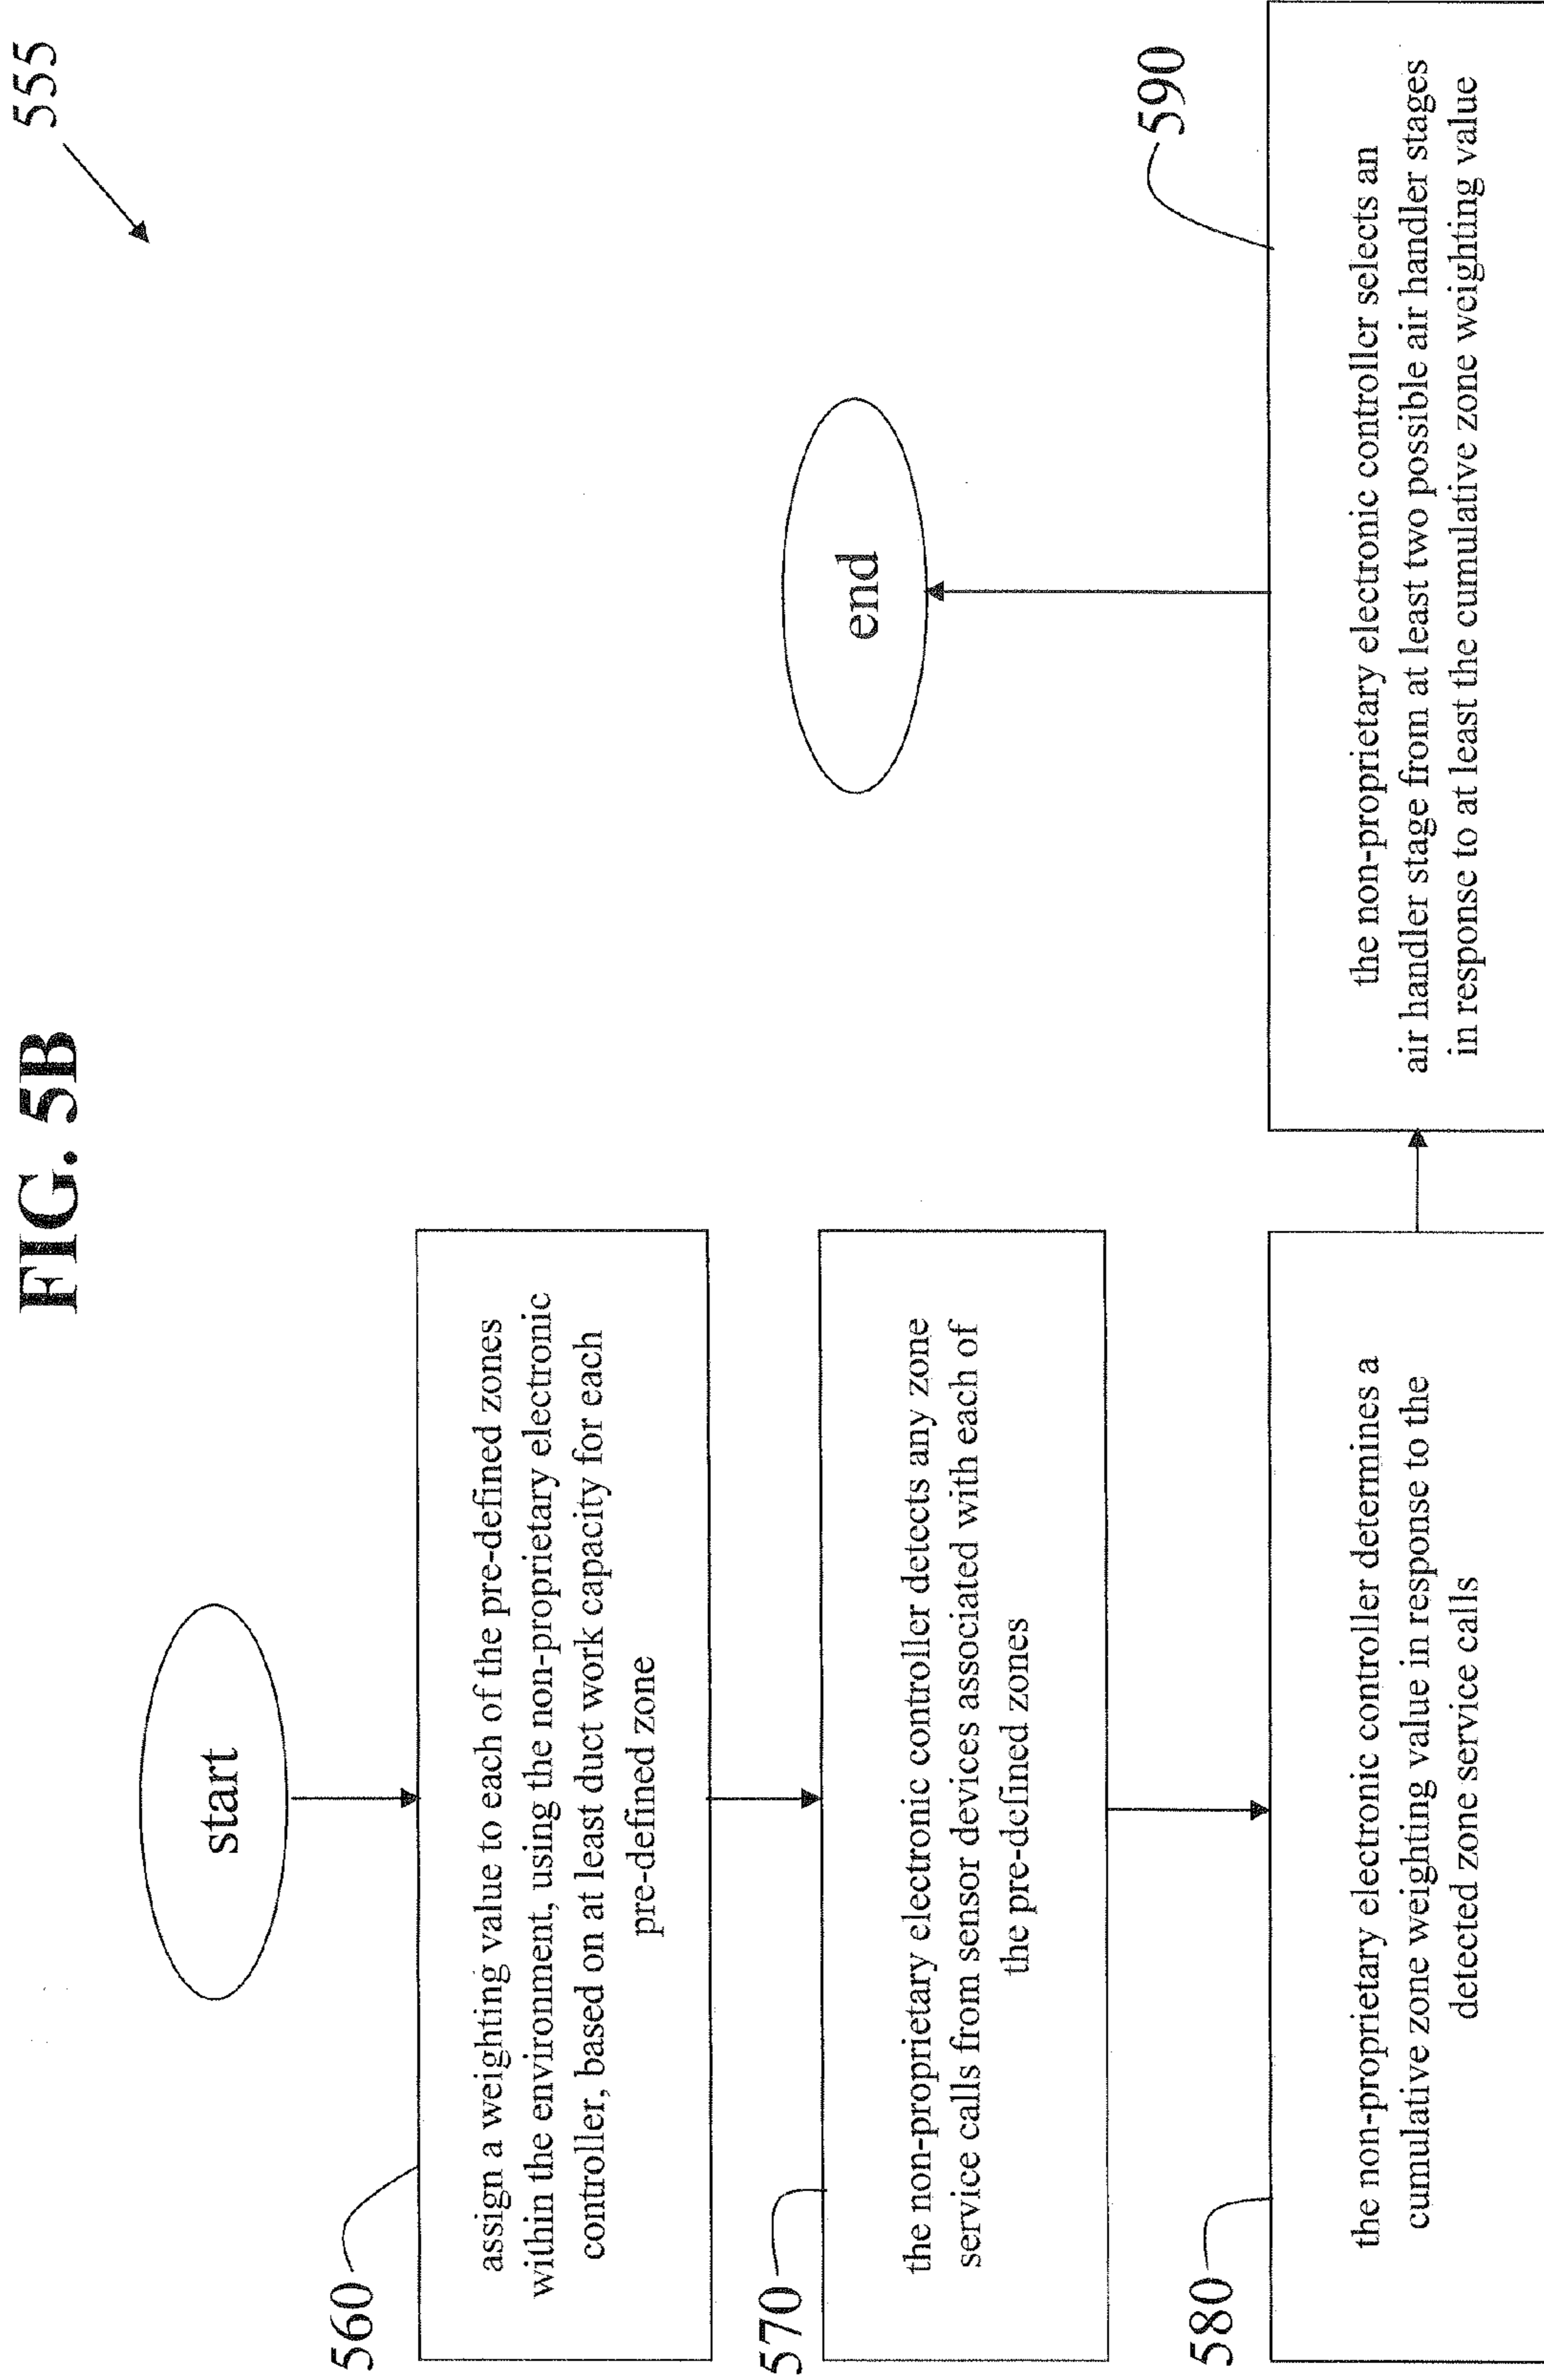 FIG. 5B
555
start
560
assign a weighting value to each of the pre-defined zones
within the environment, using the non-proprietary electronic
controller, based on at least duct work capacity for each
pre-defined zone
570
the non-proprietary electronic controller detects any zone
service calls from sensor devices associated with each of
the pre-defined zones
580
the non-proprietary electronic controller determines a
cumulative zone weighting value in response to the
detected zone service calls
590
the non-proprietary electronic controller selects an
air handler stage from at least two possible air handler stages
in response to at least the cumulative zone weighting value
end